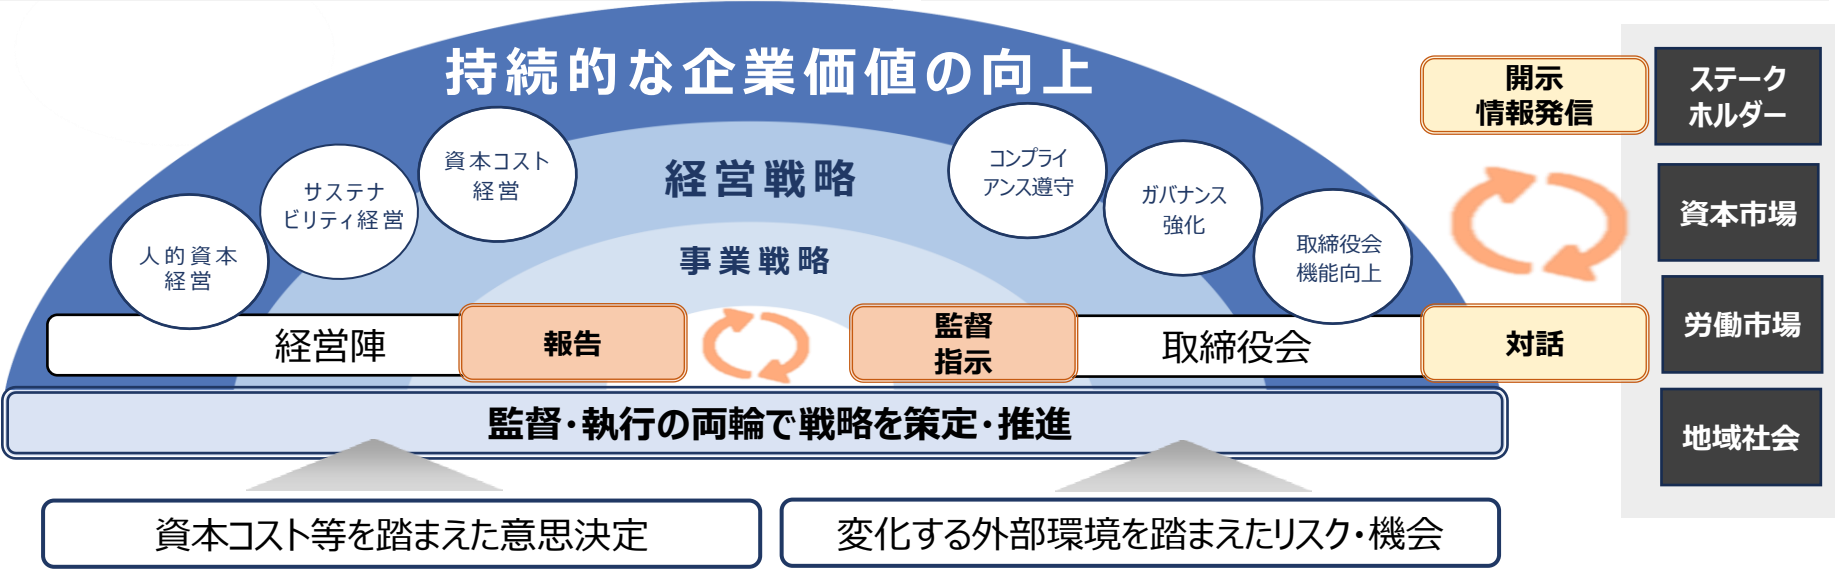 持続的な企業価値の向上
経営戦略
事業戦略
人的資本
経営
サステナ
ビリティ経営
資本コスト
経営
コンプライ
アンス遵守
ガバナンス
強化
取締役会
機能向上
経営陣
報告
監督
指示
取締役会
対話
開示
情報発信
ステーク
ホルダー
資本市場
労働市場
地域社会
監督・執行の両輪で戦略を策定・推進
資本コスト等を踏まえた意思決定
変化する外部環境を踏まえたリスク・機会